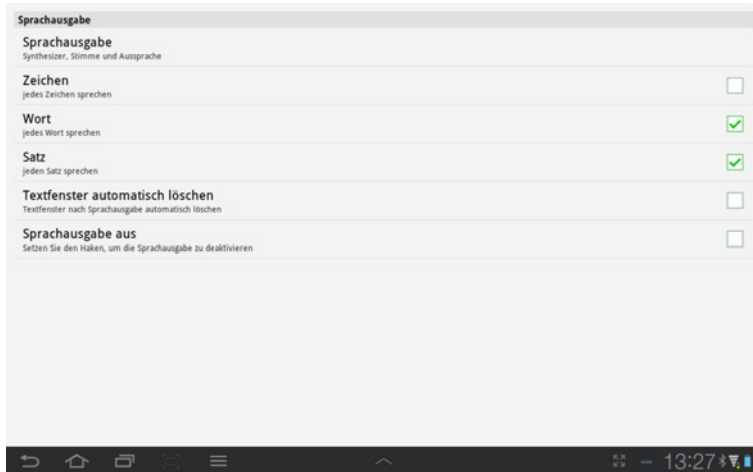 Sprachausgabe
Sprachausgabe
Synthesizer, Stimme und Aussprache
Zeichen
jedes Zeichen sprechen
Wort
jedes Wort sprechen
Satz
jeden Satz sprechen
Textfenster automatisch löschen
Textfenster nach Sprachausgabe automatisch löschen
Sprachausgabe aus
Setzen Sie den Haken, um die Sprachausgabe zu deaktivieren
13:27